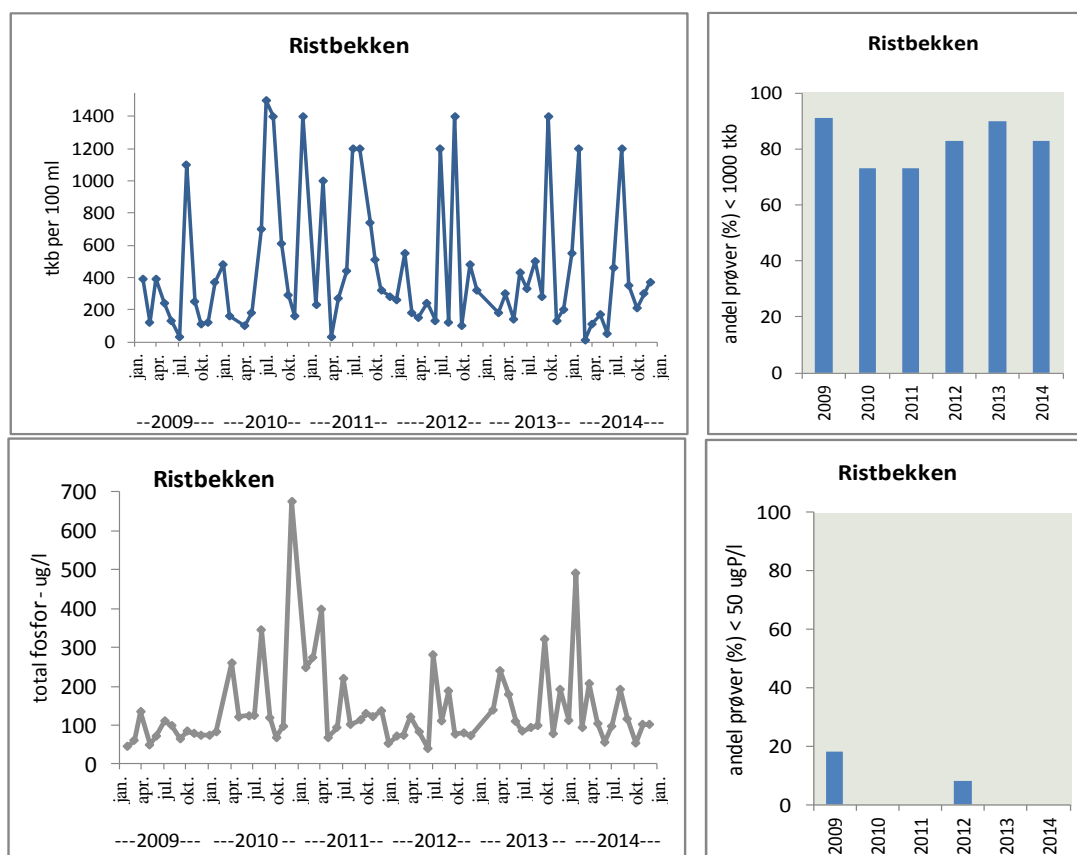 Ristbekken
tkb per 100 ml
1400
1200
1000
800
600
400
200
0
jan. apr. jul. okt. jan. apr. jul. okt. jan. apr. jul. okt. jan. apr. jul. okt. jan. apr. jul. okt. jan. apr. jul. okt. jan.
--2009--- ---2010--- ---2011--- ----2012-- -- 2013-- ---2014---
Ristbekken
andel prøver (%) < 1000 tkb
100
80
60
40
20
0
2009 2010 2011 2012 2013 2014
Ristbekken
total fosfor - ug/l
700
600
500
400
300
200
100
0
jan. apr. jul. okt. jan. apr. jul. okt. jan. apr. jul. okt. jan. apr. jul. okt. jan. apr. jul. okt. jan. apr. jul. okt. jan.
---2009---- ---2010 -- ---2011--- ----2012--- -- 2013 -- ---2014---
Ristbekken
andel prøver (%) < 50 ugP/l
100
80
60
40
20
0
2009 2010 2011 2012 2013 2014